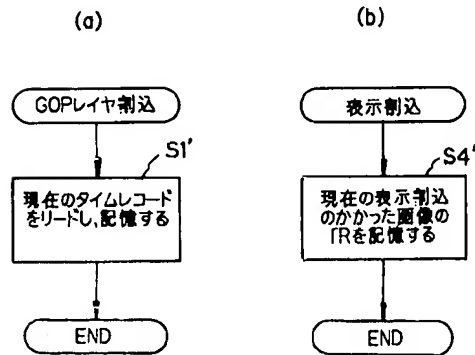 (a)
(b)
GOPレイヤ割込
S1'
現在のタイムレコード
をリードし、記憶する
END
表示割込
S4'
現在の表示割込
のかかった画像の
TRを記憶する
END